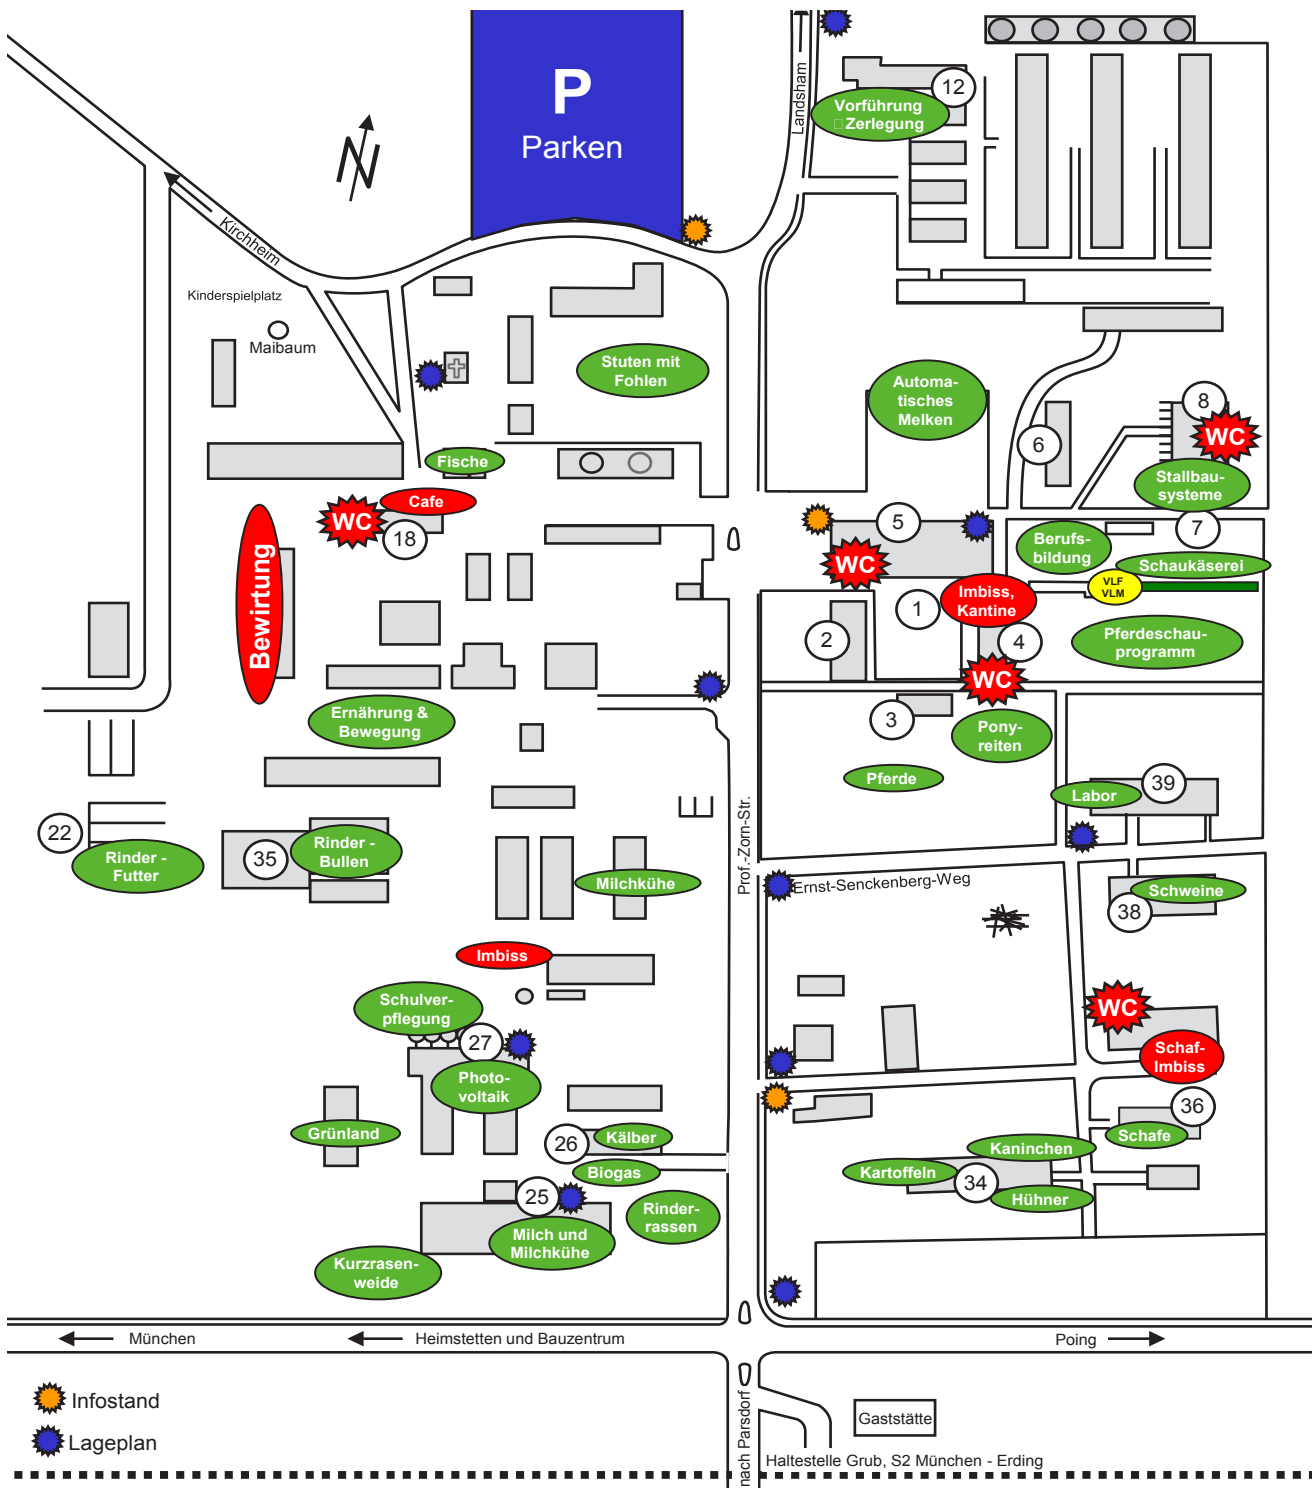 P
Parken
Landsham
12
Vorführung
Zerlegung
N
Kirchheim
Kinderspielplatz
Maibaum
Stuten mit
Fohlen
Automa-
tisches
Melken
8
WC
6
Stallbau-
systeme
Fische
Cafe
WC
18
5
WC
7
Berufs-
bildung
Schaukäserei
VLF
VLM
Bewirtung
Imbiss,
Kantine
1
2
4
Pferdeschau-
programm
WC
3
Pony-
reiten
Ernährung &
Bewegung
Pferde
39
Labor
Prof.-Zorn-Str.
22
Rinder -
Futter
35
Rinder -
Bullen
Milchkühe
Ernst-Senckenberg-Weg
Schweine
38
Imbiss
Schulver-
pflegung
27
Photo-
voltaik
WC
Schaf-
Imbiss
36
Schafe
Grünland
26
Kälber
Biogas
Kaninchen
Kartoffeln
34
Hühner
25
Rinder-
rassen
Milch und
Milchkühe
Kurzrasen-
weide
München
Heimstetten und Bauzentrum
Poing
Infostand
Lageplan
nach Parsdorf
Gaststätte
Haltestelle Grub, S2 München - Erding